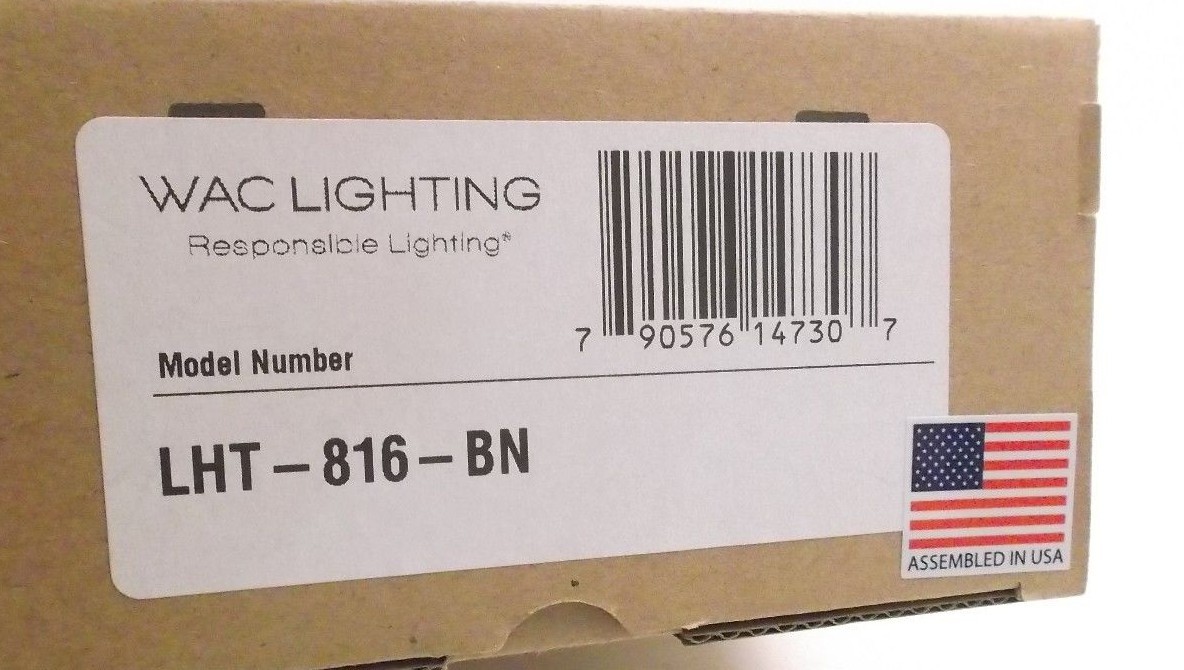 WAC LIGHTING
Responsible Lighting®
7 90576 14730 7
Model Number
LHT-816-BN
ASSEMBLED IN USA